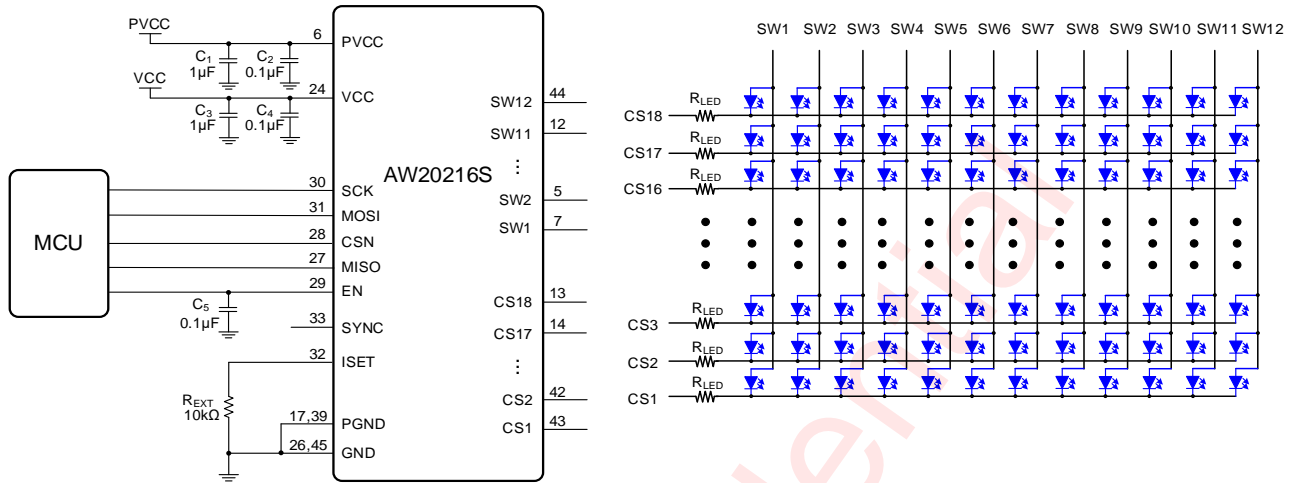 PVCC
6
PVCC
C1
1µF
C2
0.1µF
VCC
24
VCC
C3
1µF
C4
0.1µF
MCU
30
SCK
31
MOSI
28
CSN
27
MISO
29
EN
C5
0.1µF
33
SYNC
32
ISET
REXT
10kΩ
17,39
PGND
26,45
GND
AW20216S
SW12
44
SW11
12
⋮
SW2
5
SW1
7
CS18
13
CS17
14
⋮
CS2
42
CS1
43
SW1 SW2 SW3 SW4 SW5 SW6 SW7 SW8 SW9 SW10 SW11 SW12
CS18 RLED
CS17 RLED
CS16 RLED
CS3 RLED
CS2 RLED
CS1 RLED
dential